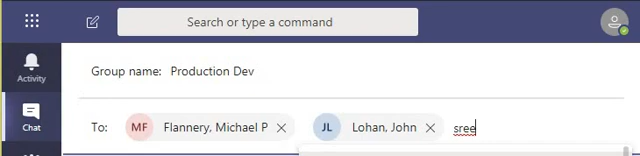 Search or type a command
Activity
Group name: Production Dev
Chat
To: MF Flannery, Michael P JL Lohan, John sree